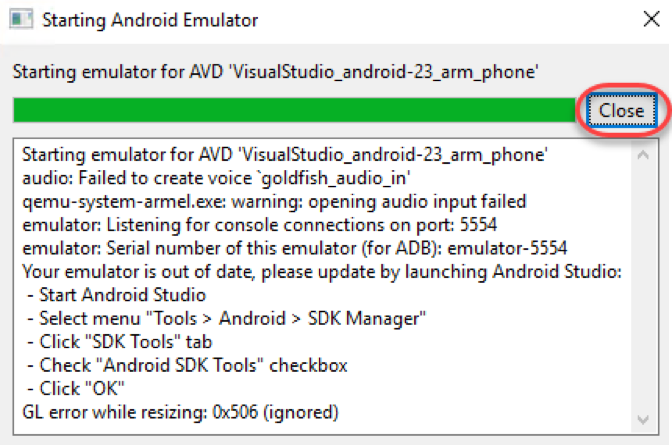 Starting Android Emulator
Starting emulator for AVD 'VisualStudio_android-23_arm_phone'
Close
Starting emulator for AVD 'VisualStudio_android-23_arm_phone'
audio: Failed to create voice `goldfish_audio_in'
qemu-system-armel.exe: warning: opening audio input failed
emulator: Listening for console connections on port: 5554
emulator: Serial number of this emulator (for ADB): emulator-5554
Your emulator is out of date, please update by launching Android Studio:
- Start Android Studio
- Select menu "Tools > Android > SDK Manager"
- Click "SDK Tools" tab
- Check "Android SDK Tools" checkbox
- Click "OK"
GL error while resizing: 0x506 (ignored)